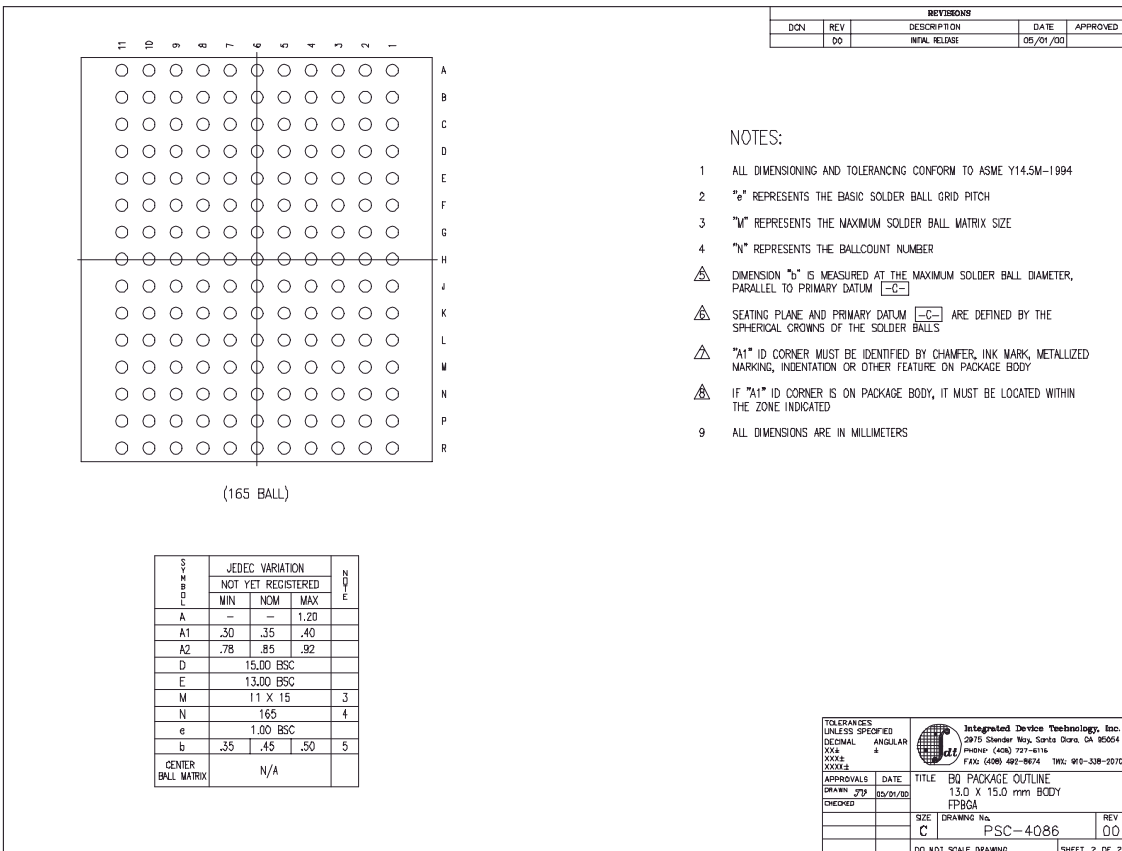 REVISIONS
DCN REV DESCRIPTION DATE APPROVED
00 INITIAL RELEASE 05/01/00
11 10 9 8 7 6 5 4 3 2 1
A
B
C
D
E
F
G
H
J
K
L
M
N
P
R
(165 BALL)
NOTES:
1 ALL DIMENSIONING AND TOLERANCING CONFORM TO ASME Y14.5M-1994
2 "e" REPRESENTS THE BASIC SOLDER BALL GRID PITCH
3 "M" REPRESENTS THE MAXIMUM SOLDER BALL MATRIX SIZE
4 "N" REPRESENTS THE BALLCOUNT NUMBER
5 DIMENSION "b" IS MEASURED AT THE MAXIMUM SOLDER BALL DIAMETER,
PARALLEL TO PRIMARY DATUM -C-
6 SEATING PLANE AND PRIMARY DATUM -C- ARE DEFINED BY THE
SPHERICAL CROWNS OF THE SOLDER BALLS
7 "A1" ID CORNER MUST BE IDENTIFIED BY CHAMFER, INK MARK, METALLIZED
MARKING, INDENTATION OR OTHER FEATURE ON PACKAGE BODY
8 IF "A1" ID CORNER IS ON PACKAGE BODY, IT MUST BE LOCATED WITHIN
THE ZONE INDICATED
9 ALL DIMENSIONS ARE IN MILLIMETERS
SYMBOL JEDEC VARIATION NOTE
NOT YET REGISTERED
MIN NOM MAX
A – – 1.20
A1 .30 .35 .40
A2 .78 .85 .92
D 15.00 BSC
E 13.00 BSC
M 11 X 15 3
N 165 4
e 1.00 BSC
b .35 .45 .50 5
CENTER
BALL MATRIX N/A
TOLERANCES
UNLESS SPECIFIED
DECIMAL ANGULAR
XX± ±
XXX±
XXXX±
idt
Integrated Device Technology, Inc.
2975 Stender Way, Santa Clara, CA 95054
PHONE: (408) 727-6116
FAX: (408) 492-8674 TWX: 910-338-2070
APPROVALS DATE
DRAWN 05/01/00
CHECKED
TITLE BQ PACKAGE OUTLINE
13.0 X 15.0 mm BODY
FPBGA
SIZE DRAWING No. REV
C PSC-4086 00
DO NOT SCALE DRAWING SHEET 2 OF 2